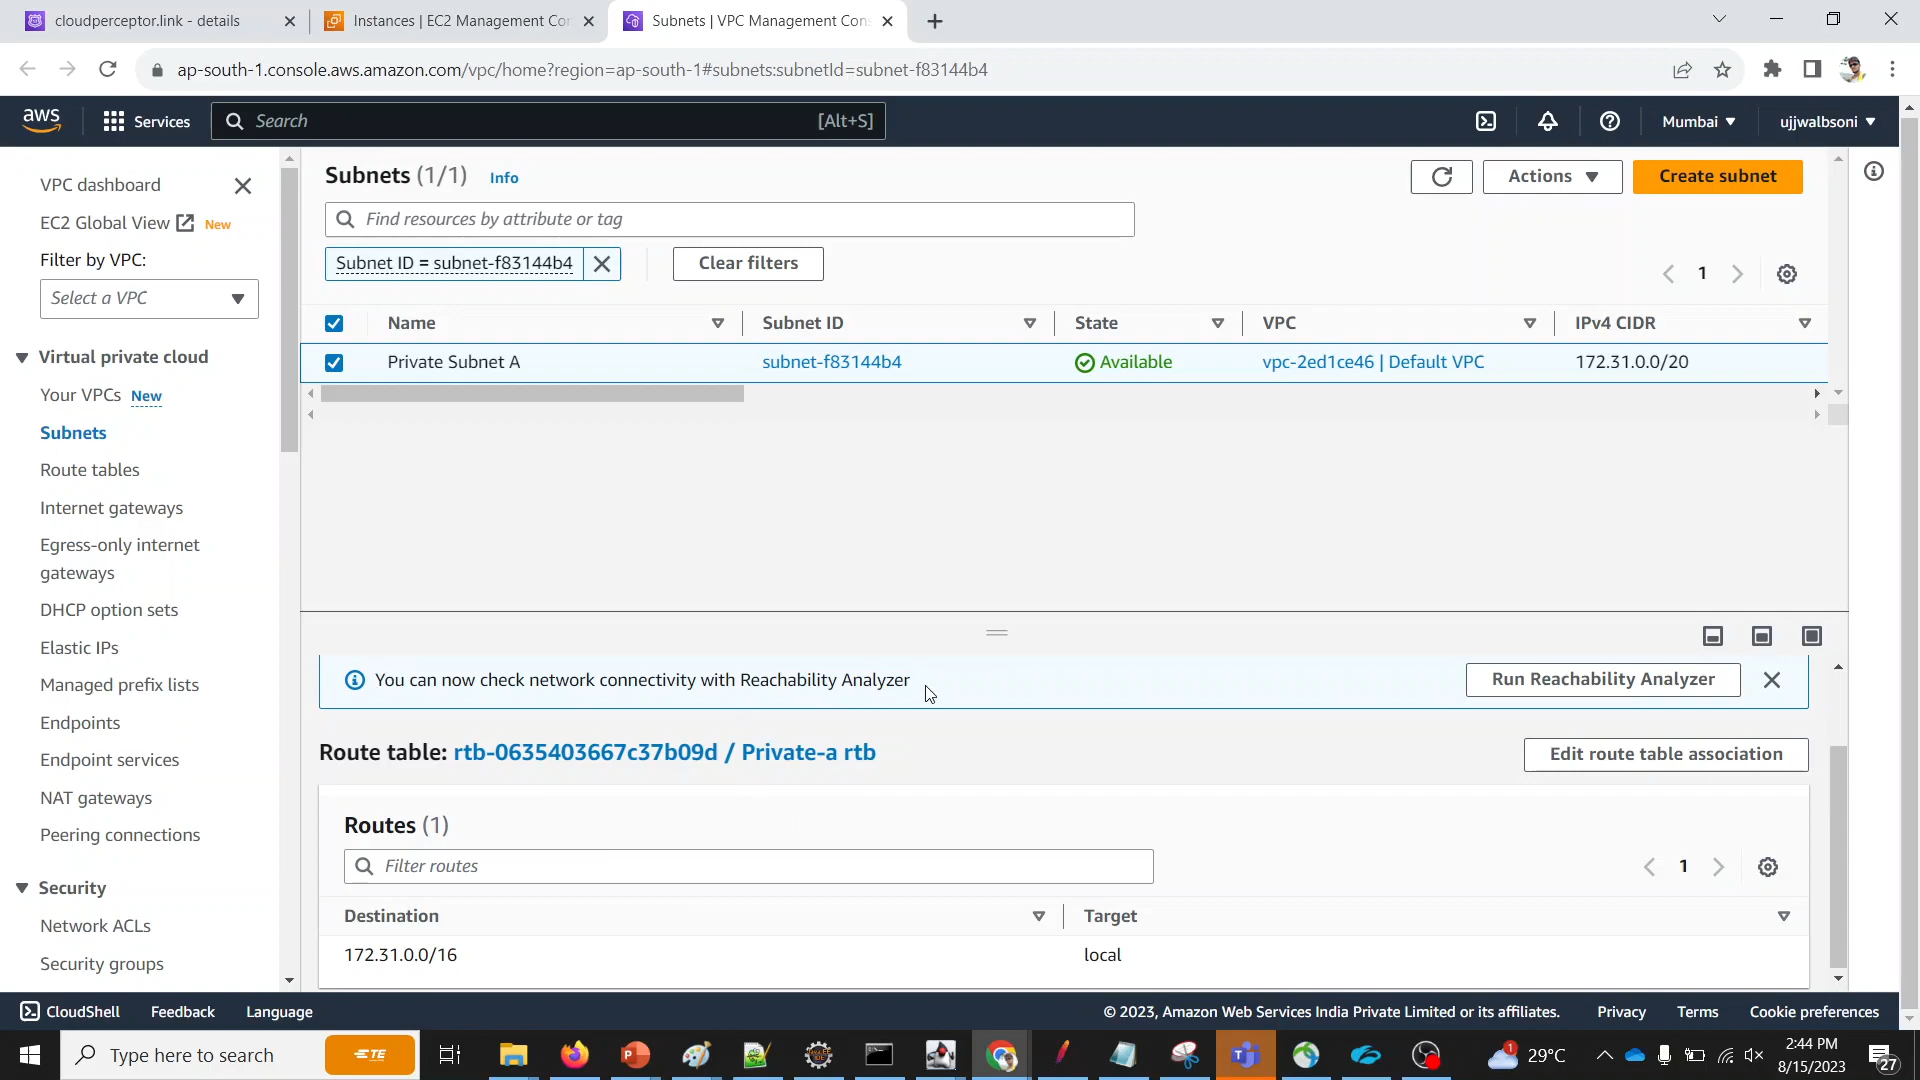 cloudperceptor.link - details
Instances | EC2 Management Con
Subnets | VPC Management Cons
ap-south-1.console.aws.amazon.com/vpc/home?region=ap-south-1#subnets:subnetId=subnet-f83144b4
aws
Services
Search
[Alt+S]
Mumbai
ujjwalbsoni
VPC dashboard
EC2 Global View
New
Filter by VPC:
Select a VPC
Virtual private cloud
Your VPCs New
Subnets
Route tables
Internet gateways
Egress-only internet
gateways
DHCP option sets
Elastic IPs
Managed prefix lists
Endpoints
Endpoint services
NAT gateways
Peering connections
Security
Network ACLs
Security groups
Subnets (1/1) Info
Actions
Create subnet
Find resources by attribute or tag
Subnet ID = subnet-f83144b4
Clear filters
1
Name Subnet ID State VPC IPv4 CIDR
Private Subnet A subnet-f83144b4 Available vpc-2ed1ce46 | Default VPC 172.31.0.0/20
You can now check network connectivity with Reachability Analyzer
Run Reachability Analyzer
Route table: rtb-0635403667c37b09d / Private-a rtb
Edit route table association
Routes (1)
Filter routes
1
Destination Target
172.31.0.0/16 local
CloudShell Feedback Language
© 2023, Amazon Web Services India Private Limited or its affiliates. Privacy Terms Cookie preferences
Type here to search
TE
1
29°C
2:44 PM
8/15/2023
27